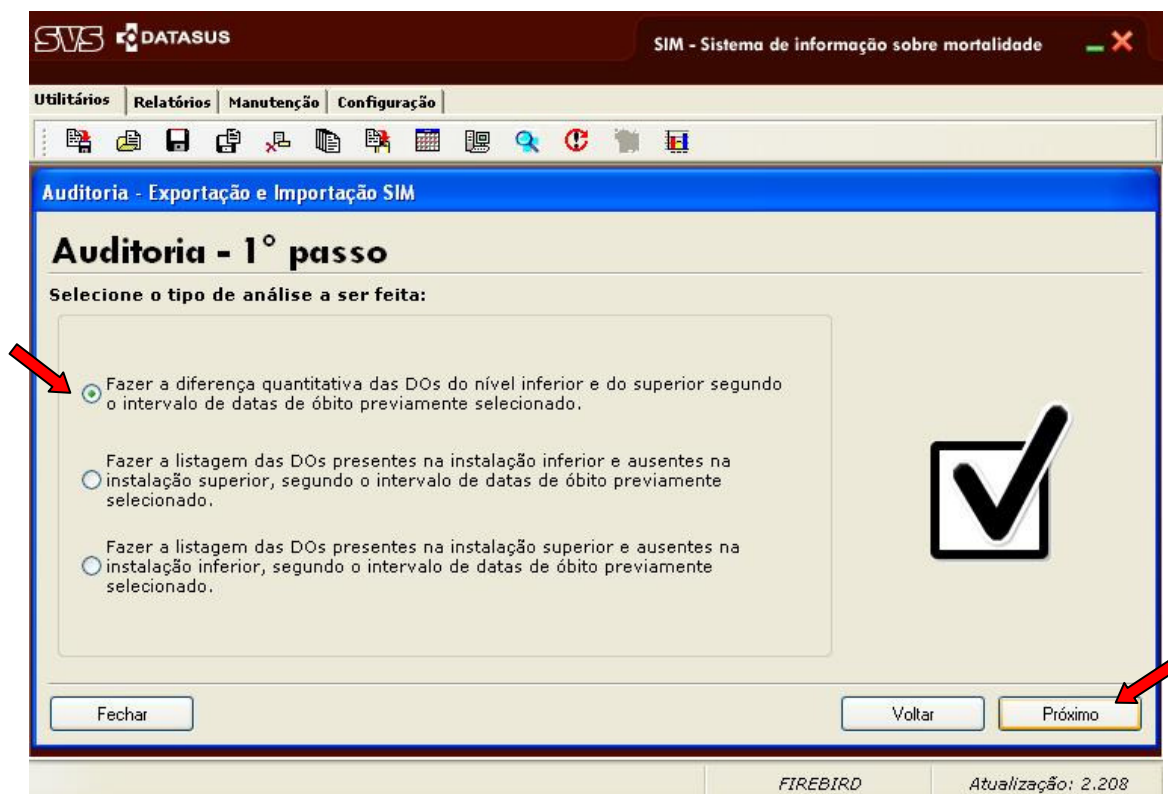 SVS DATASUS
SIM - Sistema de informação sobre mortalidade
Utilitários Relatórios Manutenção Configuração
Auditoria - Exportação e Importação SIM
Auditoria - 1° passo
Selecione o tipo de análise a ser feita:
Fazer a diferença quantitativa das DOs do nível inferior e do superior segundo
o intervalo de datas de óbito previamente selecionado.
Fazer a listagem das DOs presentes na instalação inferior e ausentes na
instalação superior, segundo o intervalo de datas de óbito previamente
selecionado.
Fazer a listagem das DOs presentes na instalação superior e ausentes na
instalação inferior, segundo o intervalo de datas de óbito previamente
selecionado.
Fechar Voltar Próximo
FIREBIRD Atualização: 2.208